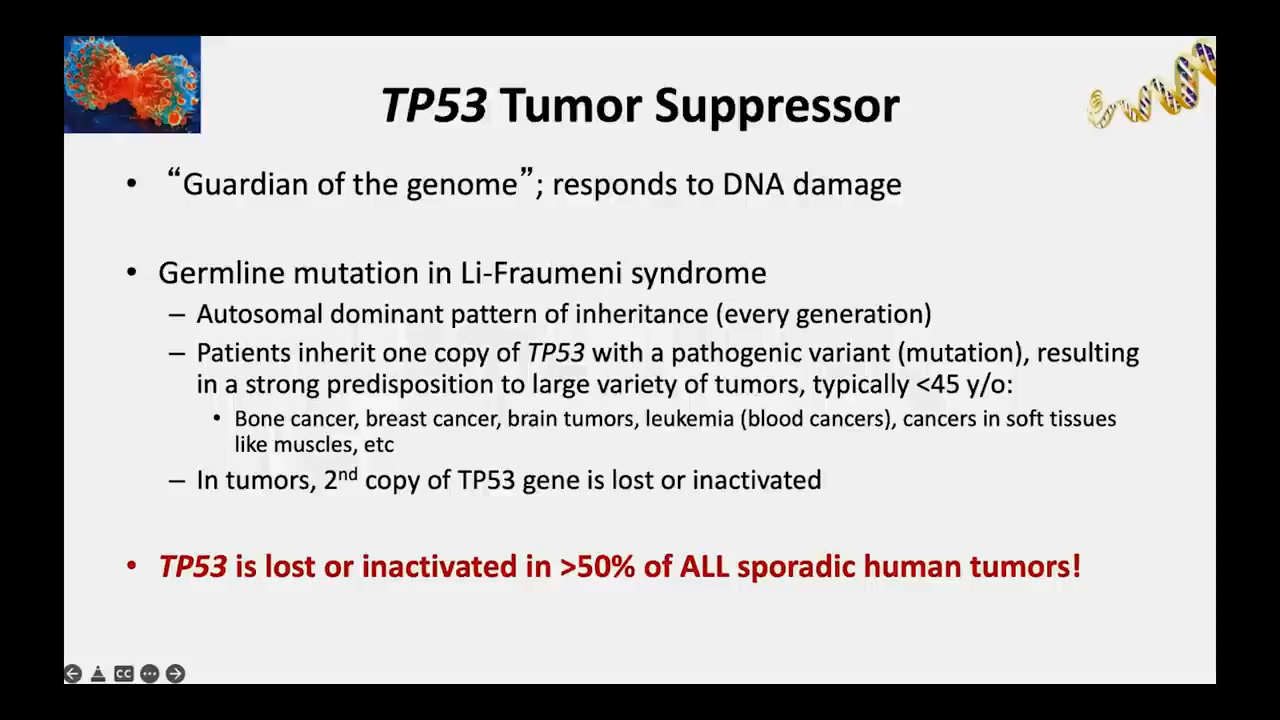 TP53 Tumor Suppressor
• “Guardian of the genome”; responds to DNA damage
• Germline mutation in Li-Fraumeni syndrome
– Autosomal dominant pattern of inheritance (every generation)
– Patients inherit one copy of TP53 with a pathogenic variant (mutation), resulting
in a strong predisposition to large variety of tumors, typically <45 y/o:
• Bone cancer, breast cancer, brain tumors, leukemia (blood cancers), cancers in soft tissues
like muscles, etc
– In tumors, 2nd copy of TP53 gene is lost or inactivated
• TP53 is lost or inactivated in >50% of ALL sporadic human tumors!
CC